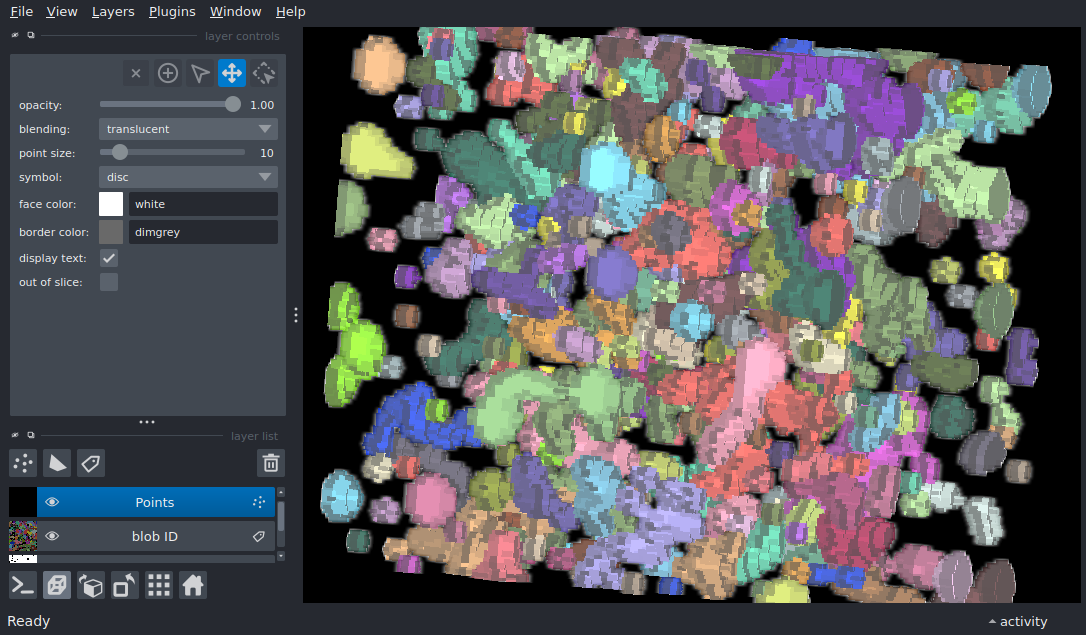 File View Layers Plugins Window Help
layer controls
opacity: 1.00
blending: translucent
point size: 10
symbol: disc
face color: white
border color: dimgrey
display text:
out of slice:
layer list
Points
blob ID
Ready
activity